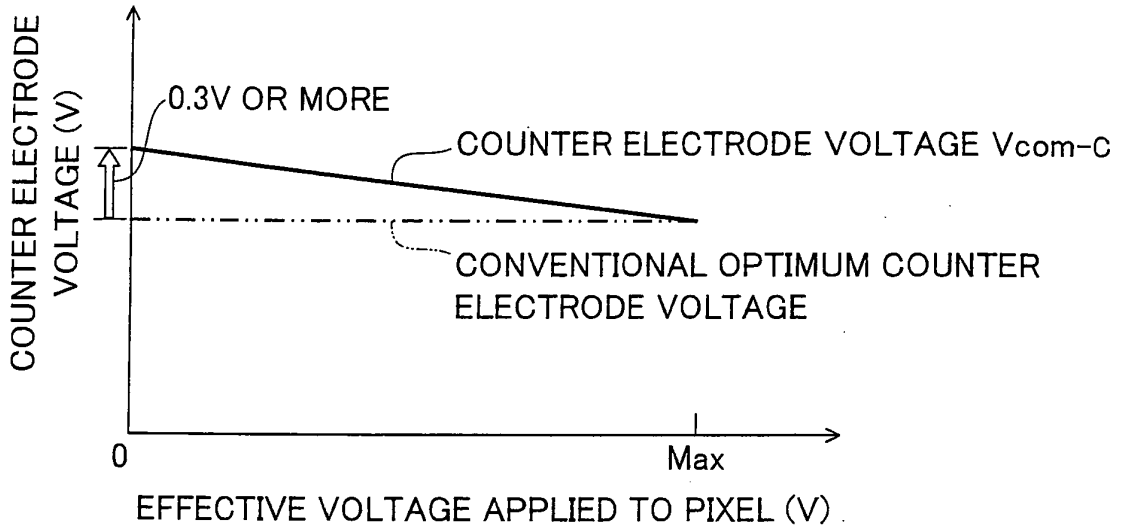 COUNTER ELECTRODE
VOLTAGE (V)
0.3V OR MORE
COUNTER ELECTRODE VOLTAGE Vcom-C
CONVENTIONAL OPTIMUM COUNTER
ELECTRODE VOLTAGE
0
Max
EFFECTIVE VOLTAGE APPLIED TO PIXEL (V)